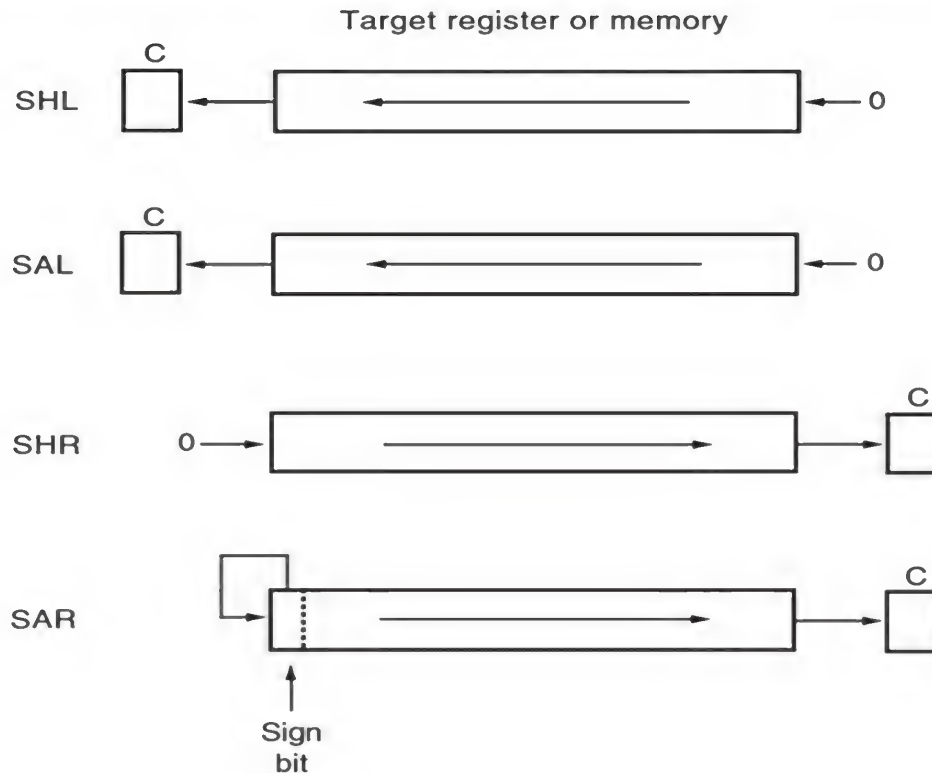 Target register or memory
C
SHL
0
C
SAL
0
C
SHR
0
C
SAR
Sign
bit